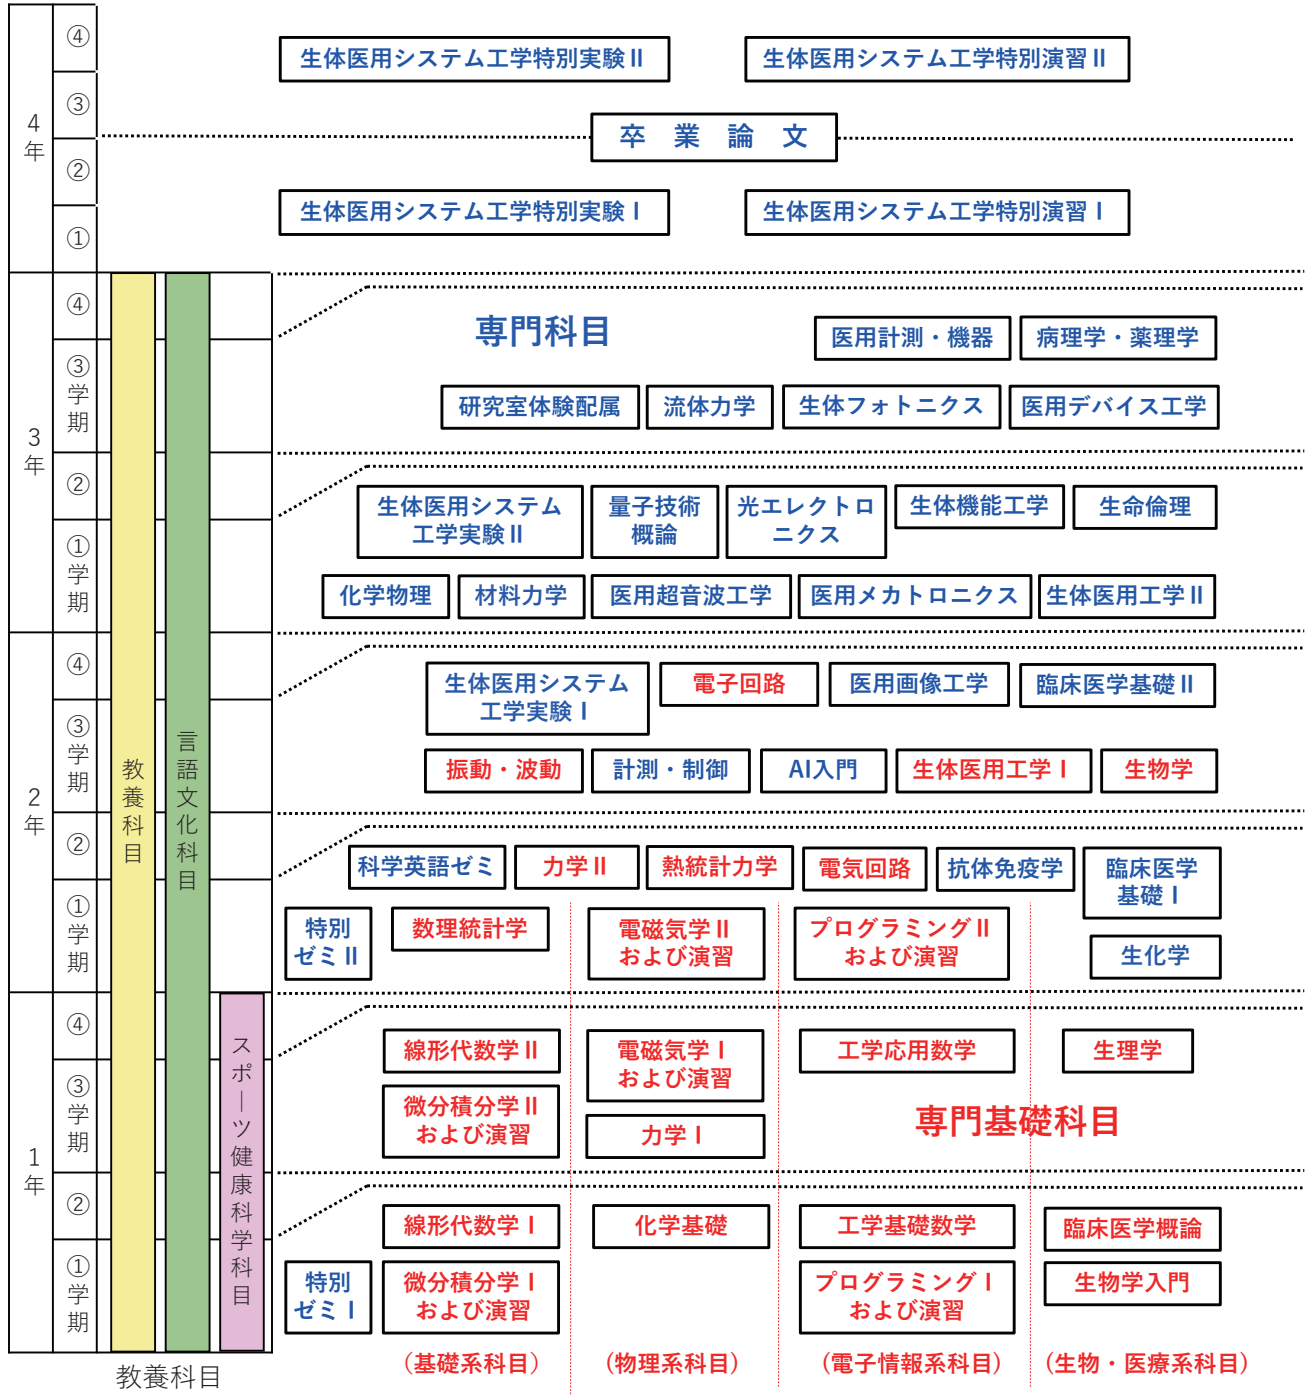 4
年
④
③
②
①
生体医用システム工学特別実験Ⅱ
生体医用システム工学特別演習Ⅱ
卒業論文
生体医用システム工学特別実験Ⅰ
生体医用システム工学特別演習Ⅰ
3
年
④
③
学
期
②
①
学
期
専門科目
医用計測・機器
病理学・薬理学
研究室体験配属
流体力学
生体フォトニクス
医用デバイス工学
生体医用システム
工学実験Ⅱ
量子技術
概論
光エレクトロ
ニクス
生体機能工学
生命倫理
化学物理
材料力学
医用超音波工学
医用メカトロニクス
生体医用工学Ⅱ
2
年
④
③
学
期
②
①
学
期
生体医用システム
工学実験Ⅰ
電子回路
医用画像工学
臨床医学基礎Ⅱ
振動・波動
計測・制御
AI入門
生体医用工学Ⅰ
生物学
科学英語ゼミ
力学Ⅱ
熱統計力学
電気回路
抗体免疫学
臨床医学
基礎Ⅰ
特別
ゼミⅡ
数理統計学
電磁気学Ⅱ
および演習
プログラミングⅡ
および演習
生化学
1
年
④
③
学
期
②
①
学
期
線形代数学Ⅱ
電磁気学Ⅰ
および演習
工学応用数学
生理学
微分積分学Ⅱ
および演習
力学Ⅰ
専門基礎科目
線形代数学Ⅰ
化学基礎
工学基礎数学
臨床医学概論
特別
ゼミⅠ
微分積分学Ⅰ
および演習
プログラミングⅠ
および演習
生物学入門
教養科目
言語文化科目
スポーツ健康科学科目
教養科目
(基礎系科目)
(物理系科目)
(電子情報系科目)
(生物・医療系科目)